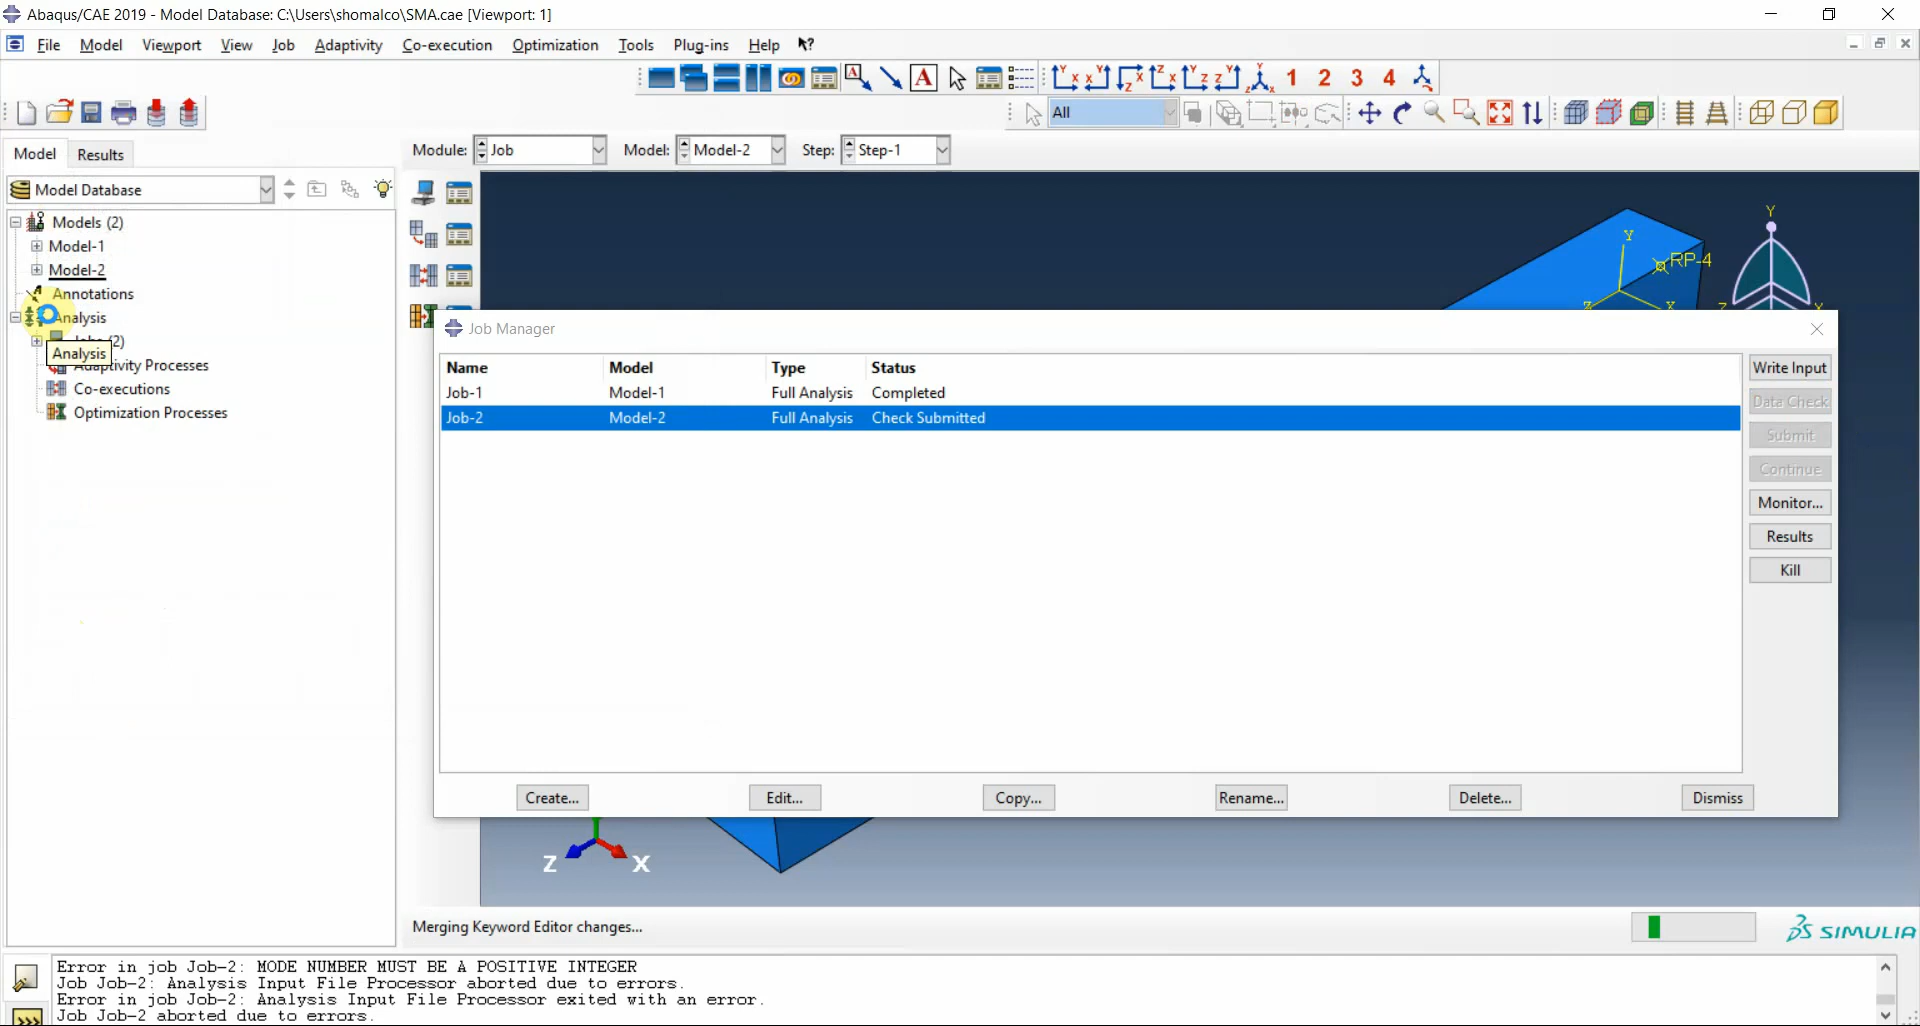 Abaqus/CAE 2019 - Model Database: C:\Users\shomalco\SMA.cae [Viewport: 1]
File Model Viewport View Job Adaptivity Co-execution Optimization Tools Plug-ins Help
1 2 3 4
All
Model Results
Module: Job Model: Model-2 Step: Step-1
Model Database
Models (2)
Model-1
Model-2
Annotations
Analysis
(2)
Analysis
Adaptivity Processes
Co-executions
Optimization Processes
Y
Y
RP-4
Z X
Z X
Job Manager
Name Model Type Status
Job-1 Model-1 Full Analysis Completed
Job-2 Model-2 Full Analysis Check Submitted
Write Input
Data Check
Submit
Continue
Monitor...
Results
Kill
Create... Edit... Copy... Rename... Delete... Dismiss
Z X
Merging Keyword Editor changes...
SIMULIA
Error in job Job-2: MODE NUMBER MUST BE A POSITIVE INTEGER
Job Job-2: Analysis Input File Processor aborted due to errors.
Error in job Job-2: Analysis Input File Processor exited with an error.
Job Job-2 aborted due to errors.